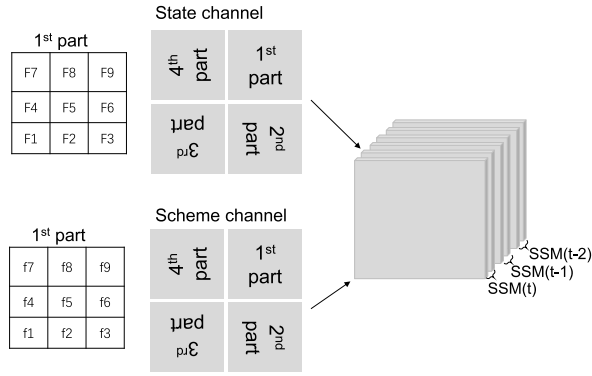 State channel
1st part
F7 F8 F9
F4 F5 F6
F1 F2 F3
4th part
1st part
3rd part
2nd part
Scheme channel
1st part
f7 f8 f9
f4 f5 f6
f1 f2 f3
4th part
1st part
3rd part
2nd part
SSM(t-2)
SSM(t-1)
SSM(t)